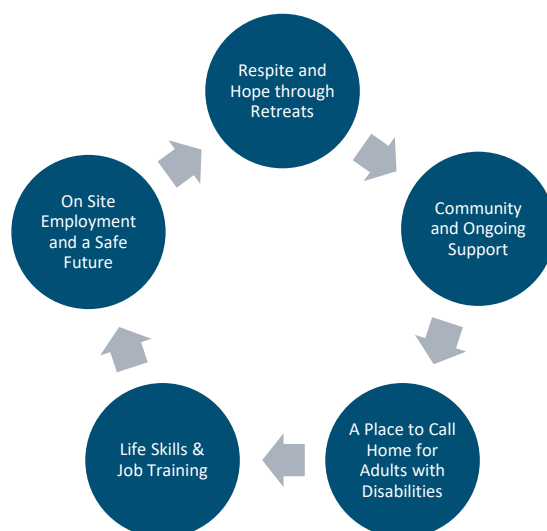 Respite and
Hope through
Retreats
Community
and Ongoing
Support
A Place to Call
Home for
Adults with
Disabilities
Life Skills &
Job Training
On Site
Employment
and a Safe
Future